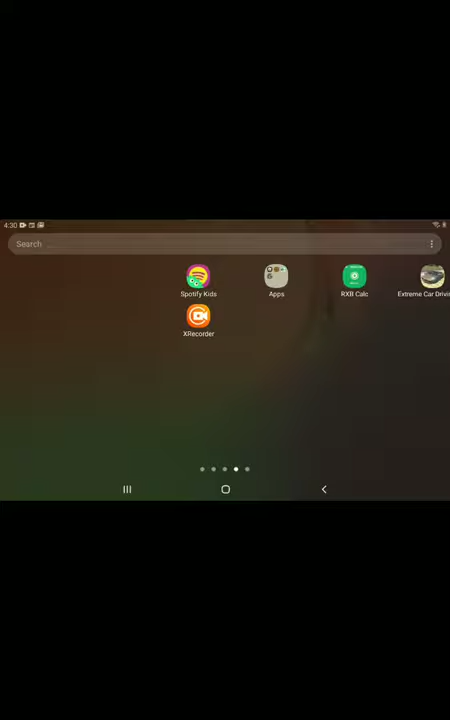 4:30
Search
Spotify Kids
Apps
RXB Calc
Extreme Car Drivi
XRecorder